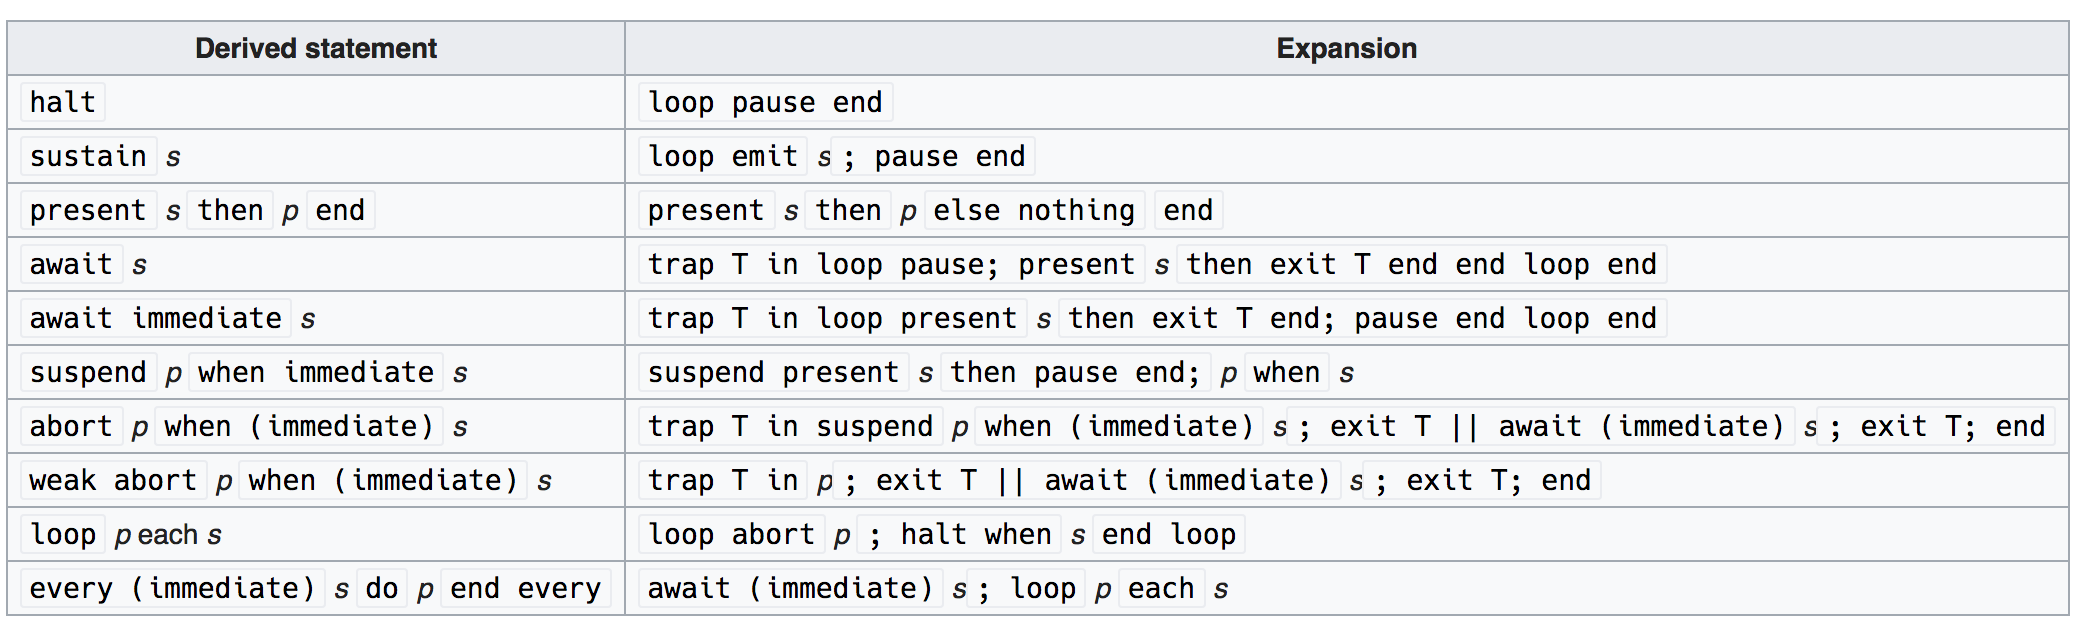 Derived statement Expansion
halt loop pause end
sustain s loop emit s ; pause end
present s then p end present s then p else nothing end
await s trap T in loop pause; present s then exit T end end loop end
await immediate s trap T in loop present s then exit T end; pause end loop end
suspend p when immediate s suspend present s then pause end; p when s
abort p when (immediate) s trap T in suspend p when (immediate) s ; exit T || await (immediate) s ; exit T; end
weak abort p when (immediate) s trap T in p ; exit T || await (immediate) s ; exit T; end
loop p each s loop abort p ; halt when s end loop
every (immediate) s do p end every await (immediate) s ; loop p each s